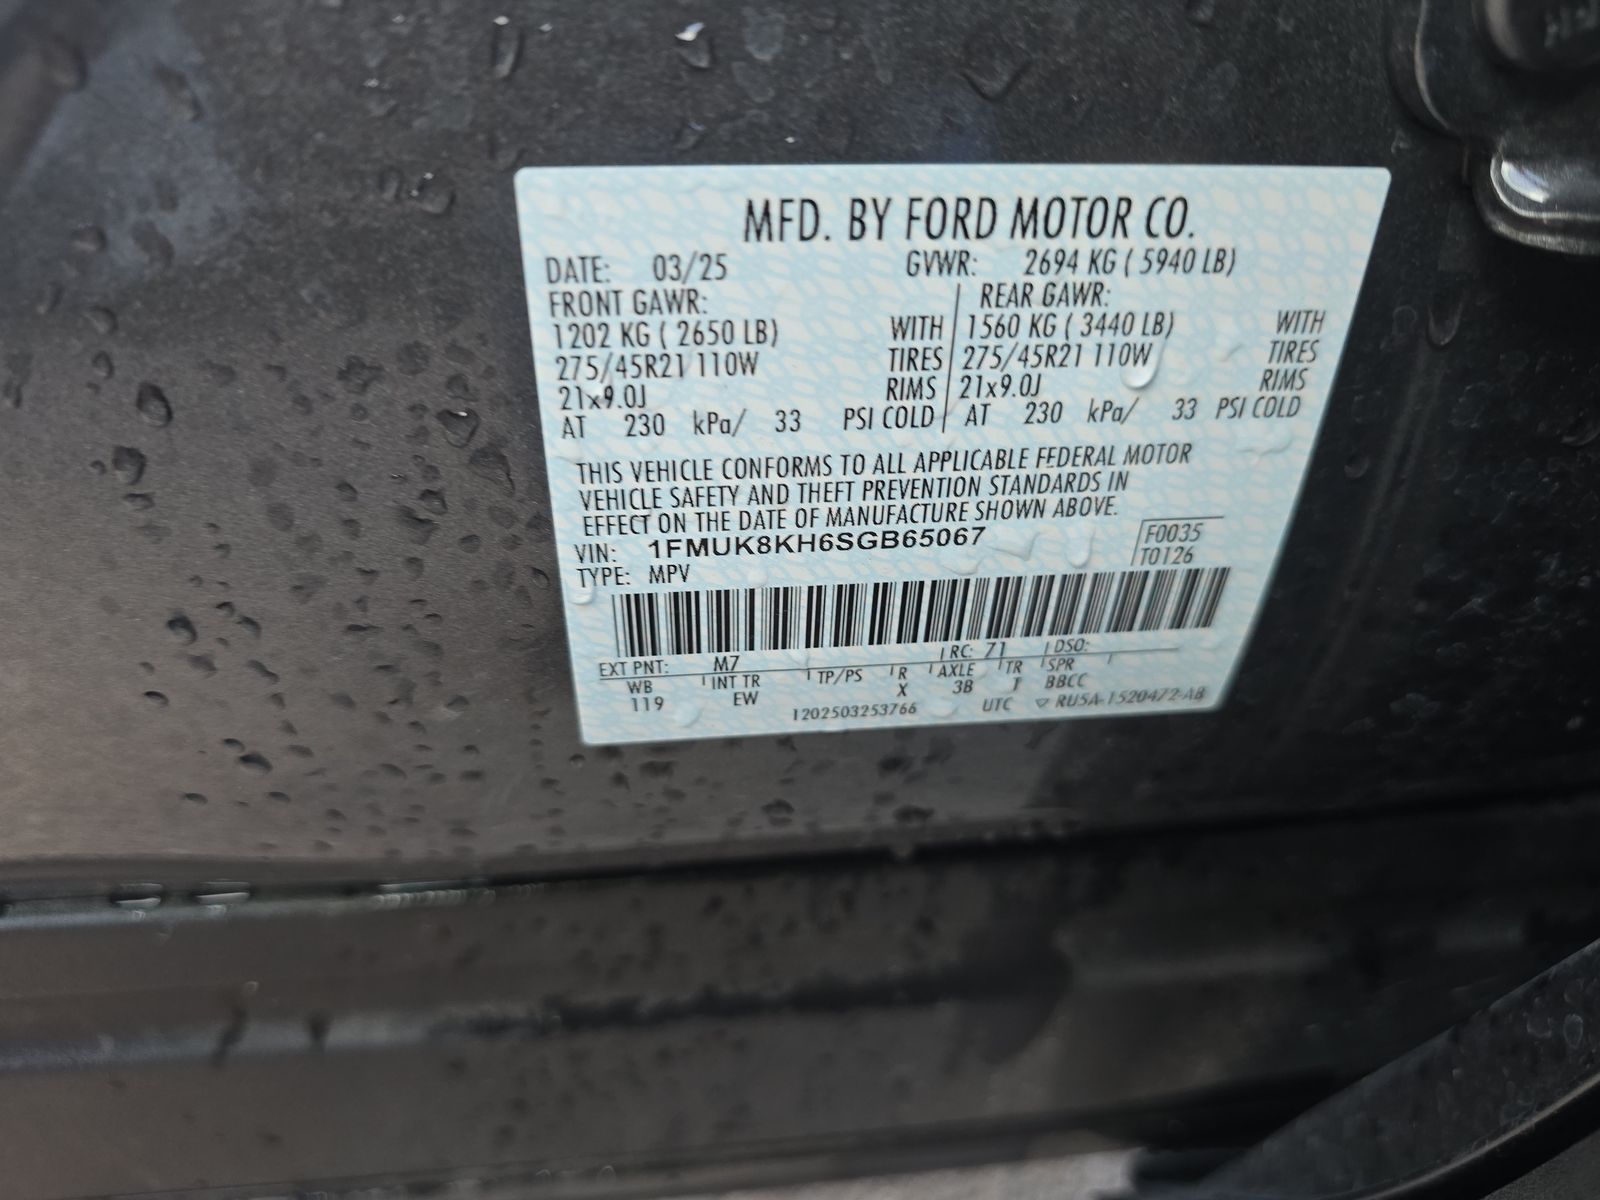 MFD. BY FORD MOTOR CO.
DATE: 03/25 GVWR: 2694 KG ( 5940 LB)
FRONT GAWR: REAR GAWR:
1202 KG ( 2650 LB) WITH 1560 KG ( 3440 LB) WITH
275/45R21 110W TIRES 275/45R21 110W TIRES
21x9.0J RIMS 21x9.0J RIMS
AT 230 kPa/ 33 PSI COLD AT 230 kPa/ 33 PSI COLD
THIS VEHICLE CONFORMS TO ALL APPLICABLE FEDERAL MOTOR
VEHICLE SAFETY AND THEFT PREVENTION STANDARDS IN
EFFECT ON THE DATE OF MANUFACTURE SHOWN ABOVE.
VIN: 1FMUK8KH6SGB65067 F0035
TYPE: MPV T0126
EXT PNT: M7 RC: 71 DSO:
WB INT TR TP/PS R AXLE TR SPR
119 EW X 3B BBCC
1202503253766 UTC ▽ RU5A-1520472-AB